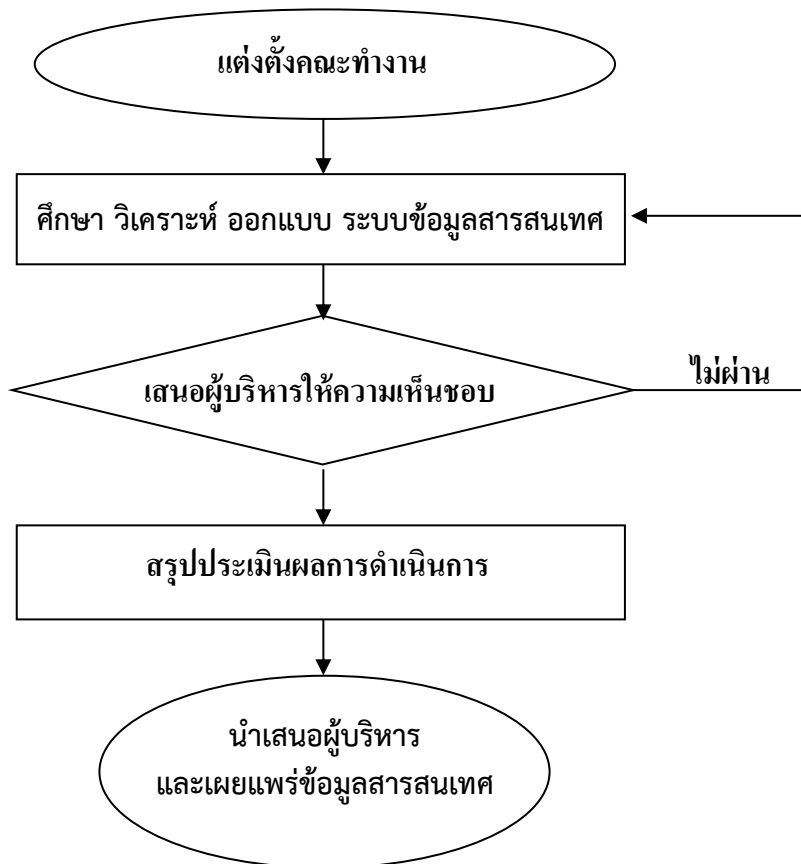 แต่งตั้งคณะทำงาน
ศึกษา วิเคราะห์ ออกแบบ ระบบข้อมูลสารสนเทศ
เสนอผู้บริหารให้ความเห็นชอบ
ไม่ผ่าน
สรุปประเมินผลการดำเนินการ
นำเสนอผู้บริหาร
และเผยแพร่ข้อมูลสารสนเทศ